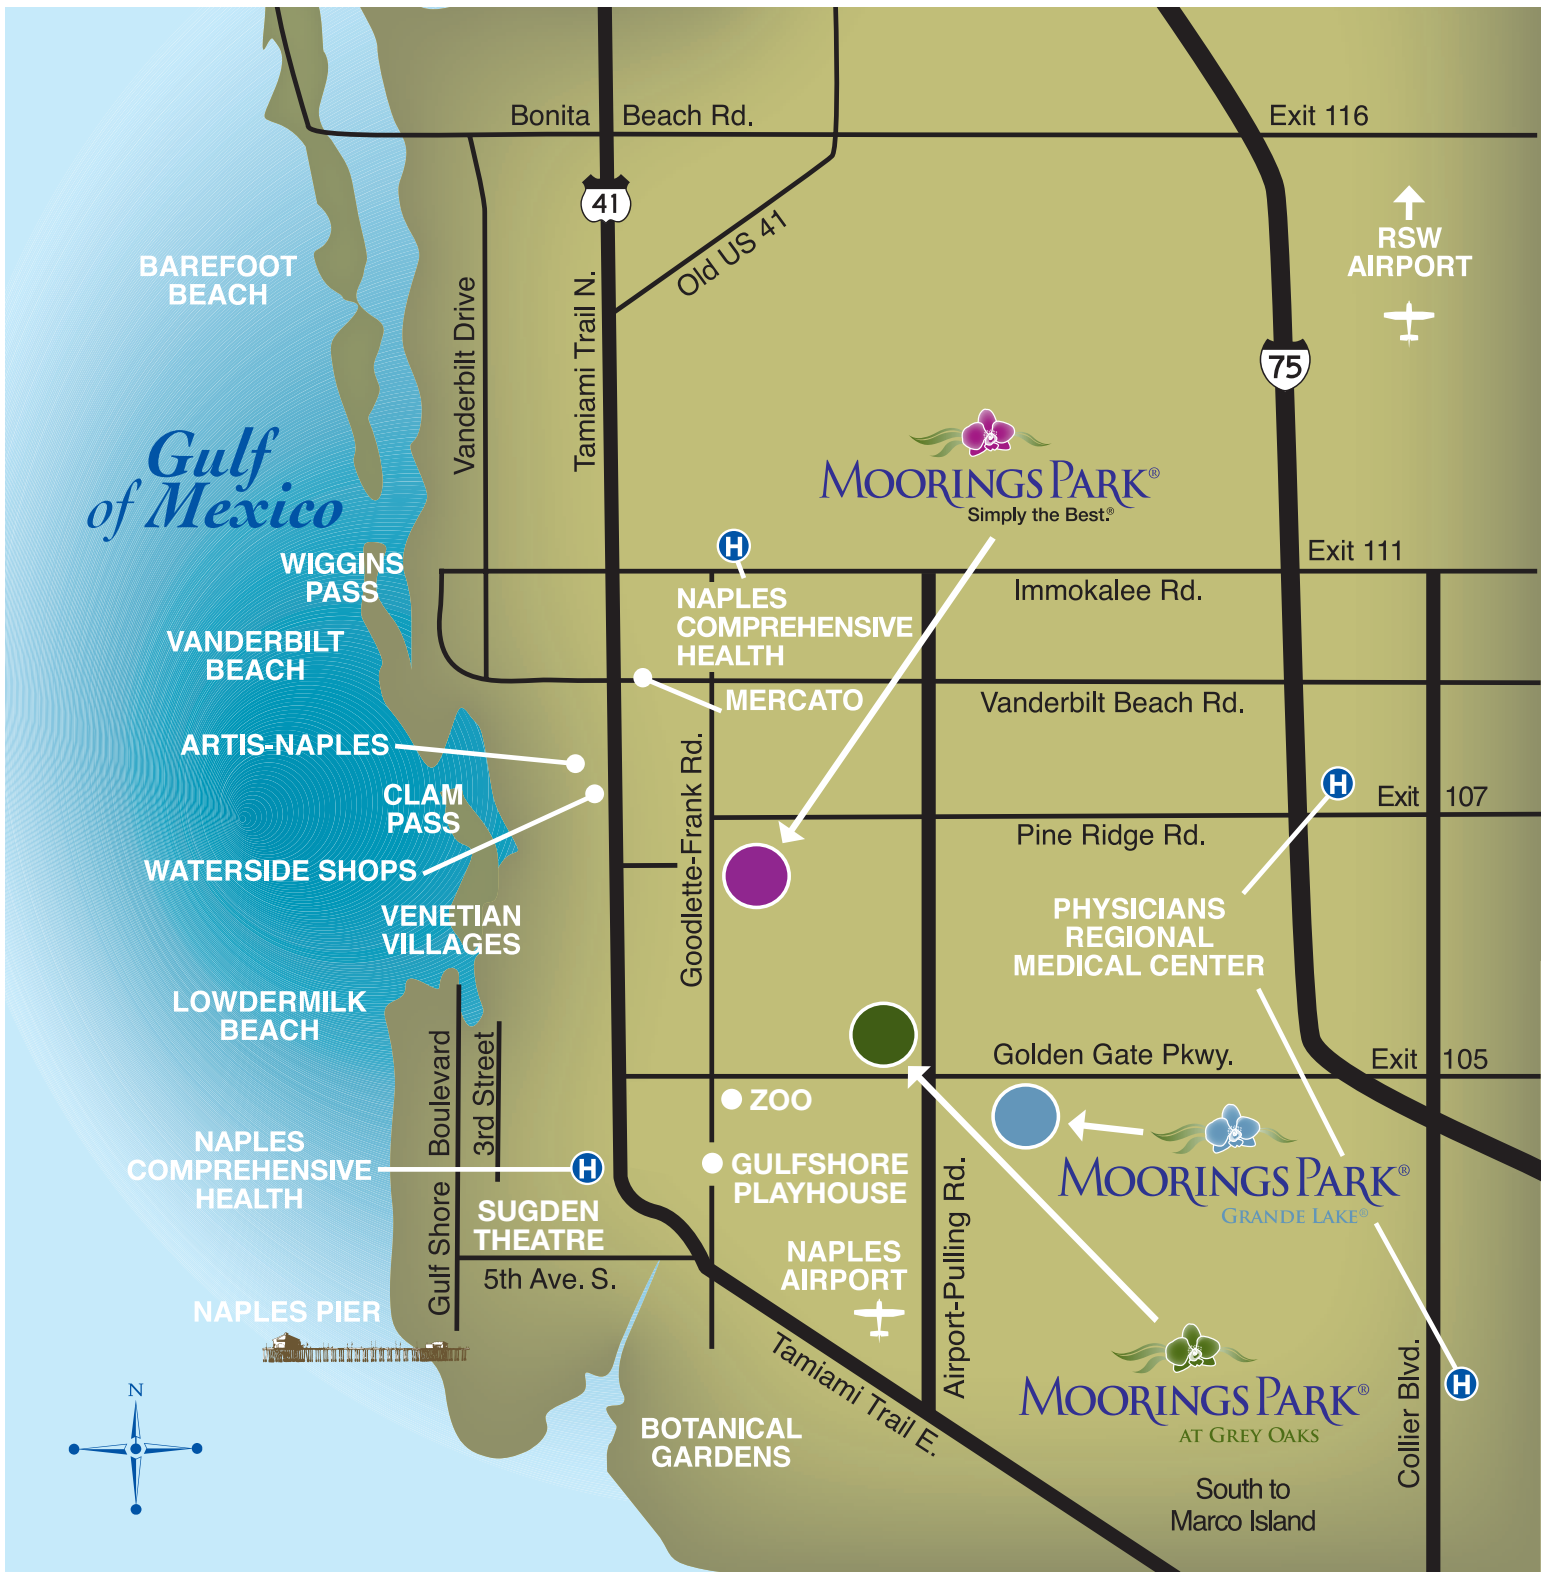 Bonita Beach Rd.
Exit 116
41
RSW
AIRPORT
Old US 41
BAREFOOT
BEACH
Vanderbilt Drive
Tamiami Trail N.
75
Gulf
of Mexico
MOORINGS PARK®
Simply the Best.®
H
Exit 111
WIGGINS
PASS
Immokalee Rd.
NAPLES
COMPREHENSIVE
HEALTH
VANDERBILT
BEACH
MERCATO
Vanderbilt Beach Rd.
ARTIS-NAPLES
Goodlette-Frank Rd.
H
CLAM
PASS
Exit 107
Pine Ridge Rd.
WATERSIDE SHOPS
VENETIAN
VILLAGES
PHYSICIANS
REGIONAL
MEDICAL CENTER
LOWDERMILK
BEACH
Gulf Shore Boulevard
3rd Street
Golden Gate Pkwy.
Exit 105
ZOO
NAPLES
COMPREHENSIVE
HEALTH
H
GULFSHORE
PLAYHOUSE
MOORINGS PARK®
GRANDE LAKE®
SUGDEN
THEATRE
5th Ave. S.
NAPLES
AIRPORT
Airport-Pulling Rd.
NAPLES PIER
Tamiami Trail E.
MOORINGS PARK®
AT GREY OAKS
H
Collier Blvd.
N
BOTANICAL
GARDENS
South to
Marco Island